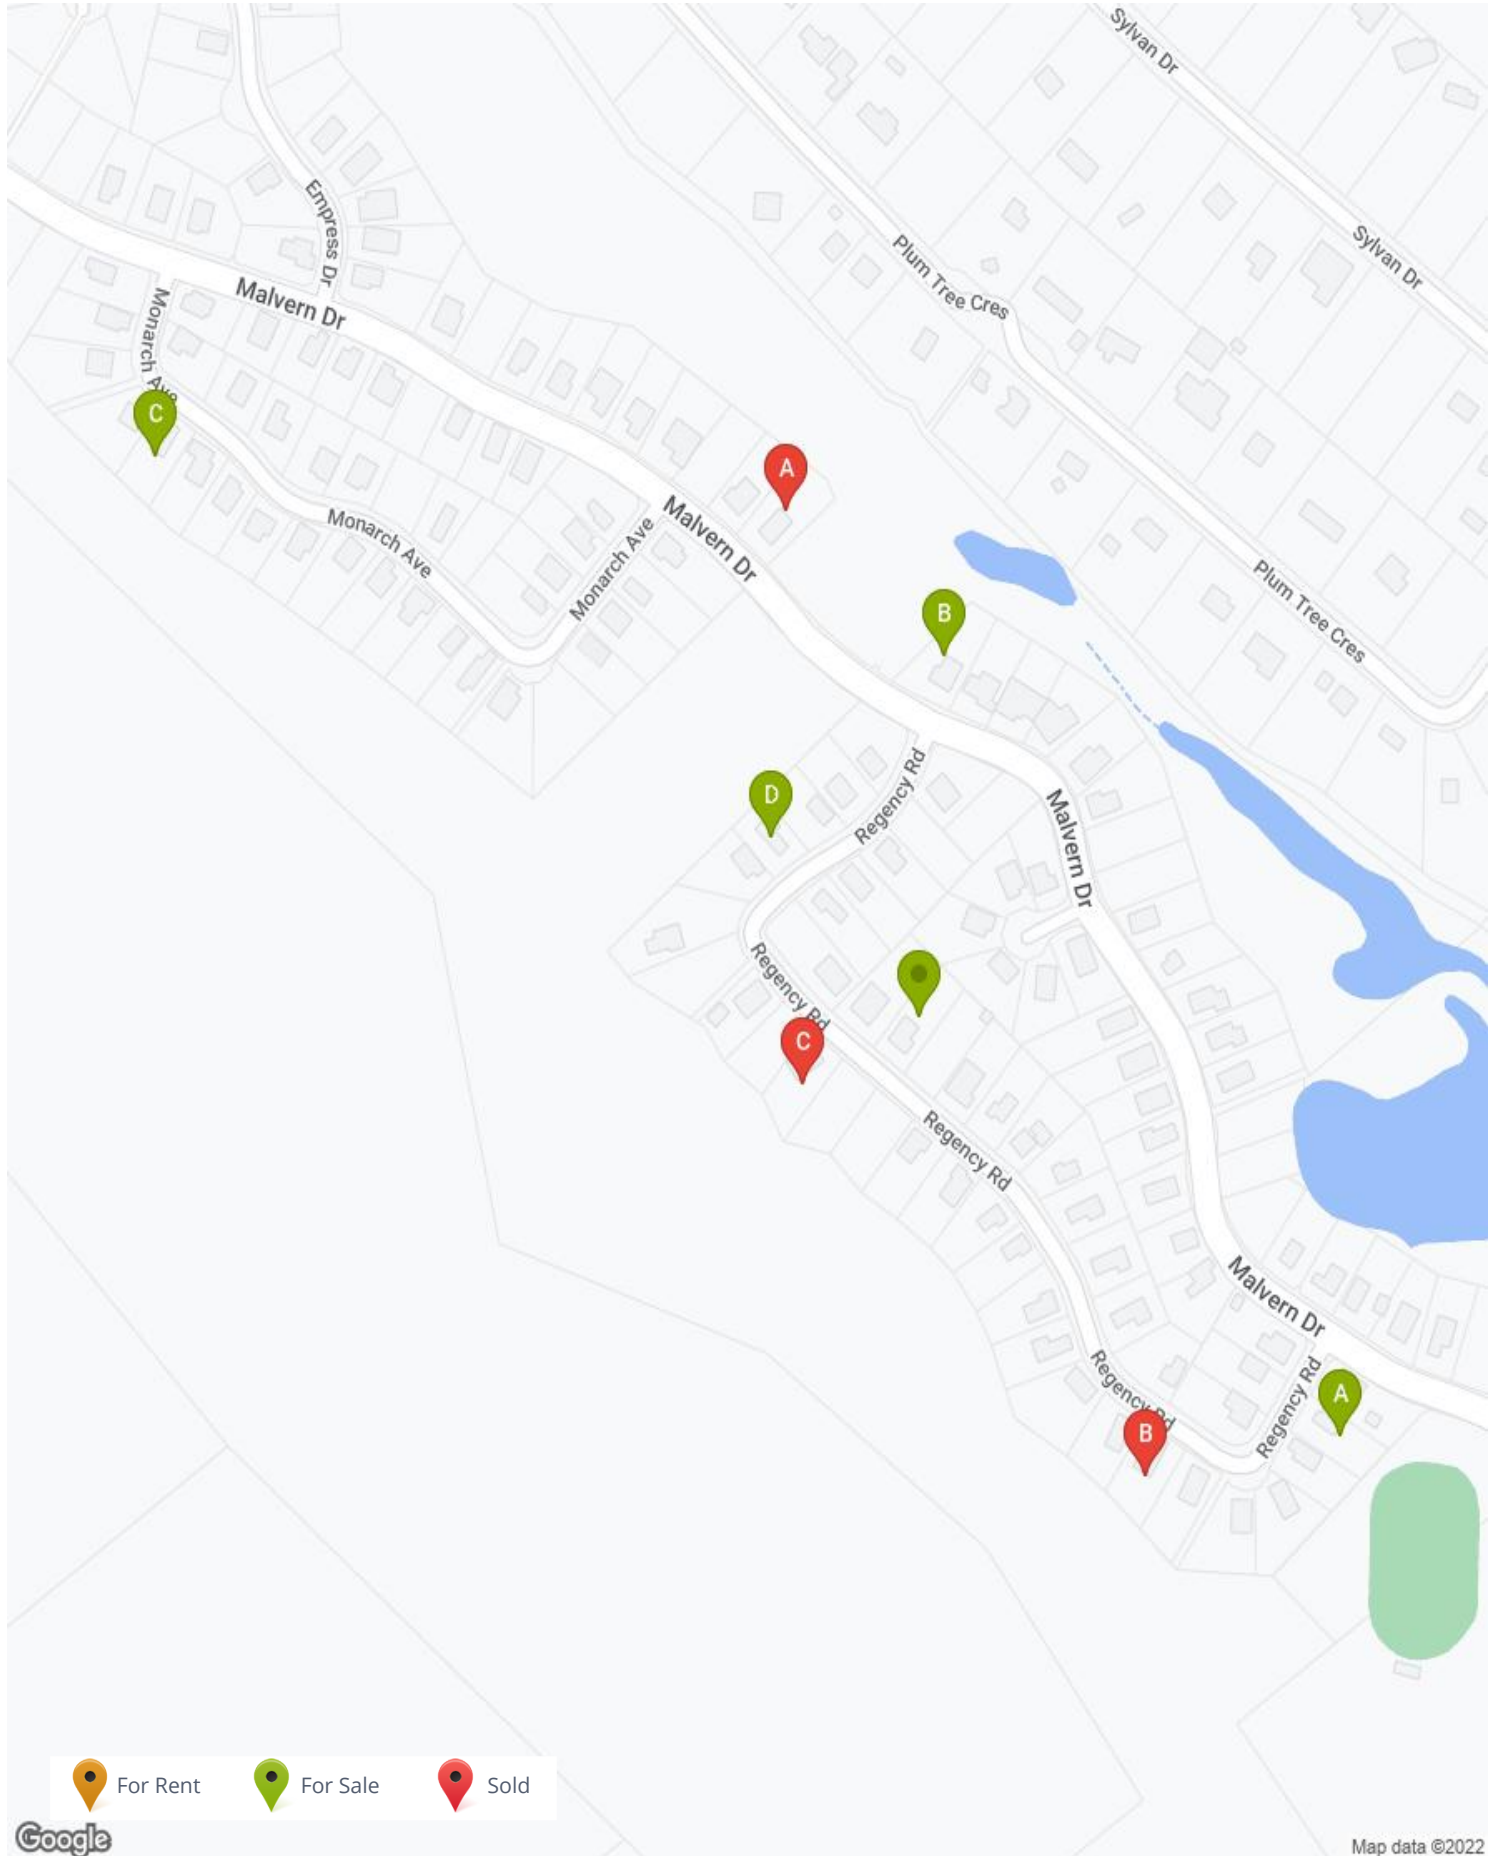 Sylvan Dr
Empress Dr
Sylvan Dr
Plum Tree Cres
Malvern Dr
Monarch Ave
C
A
Monarch Ave
Malvern Dr
Monarch Ave
B
Plum Tree Cres
D
Regency Rd
Malvern Dr
Regency Rd
C
Regency Rd
Malvern Dr
Regency Rd
Regency Rd
A
B
For Rent
For Sale
Sold
Google
Map data ©2022